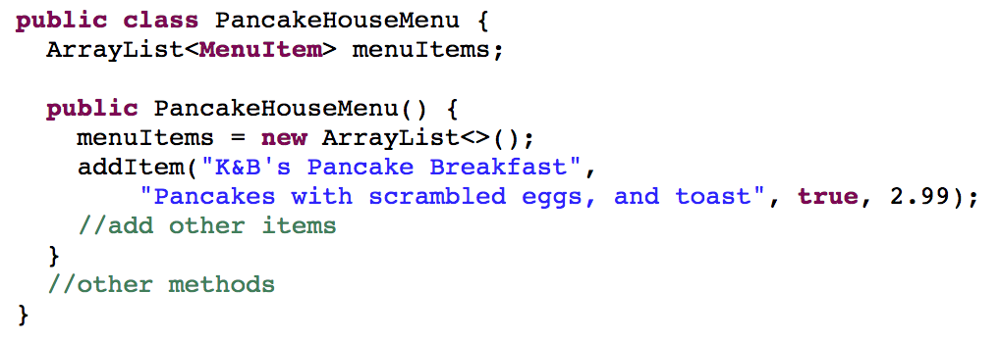 public class PancakeHouseMenu {
ArrayList<MenuItem> menuItems;
public PancakeHouseMenu() {
menuItems = new ArrayList<>();
addItem("K&B's Pancake Breakfast",
"Pancakes with scrambled eggs, and toast", true, 2.99);
//add other items
}
//other methods
}